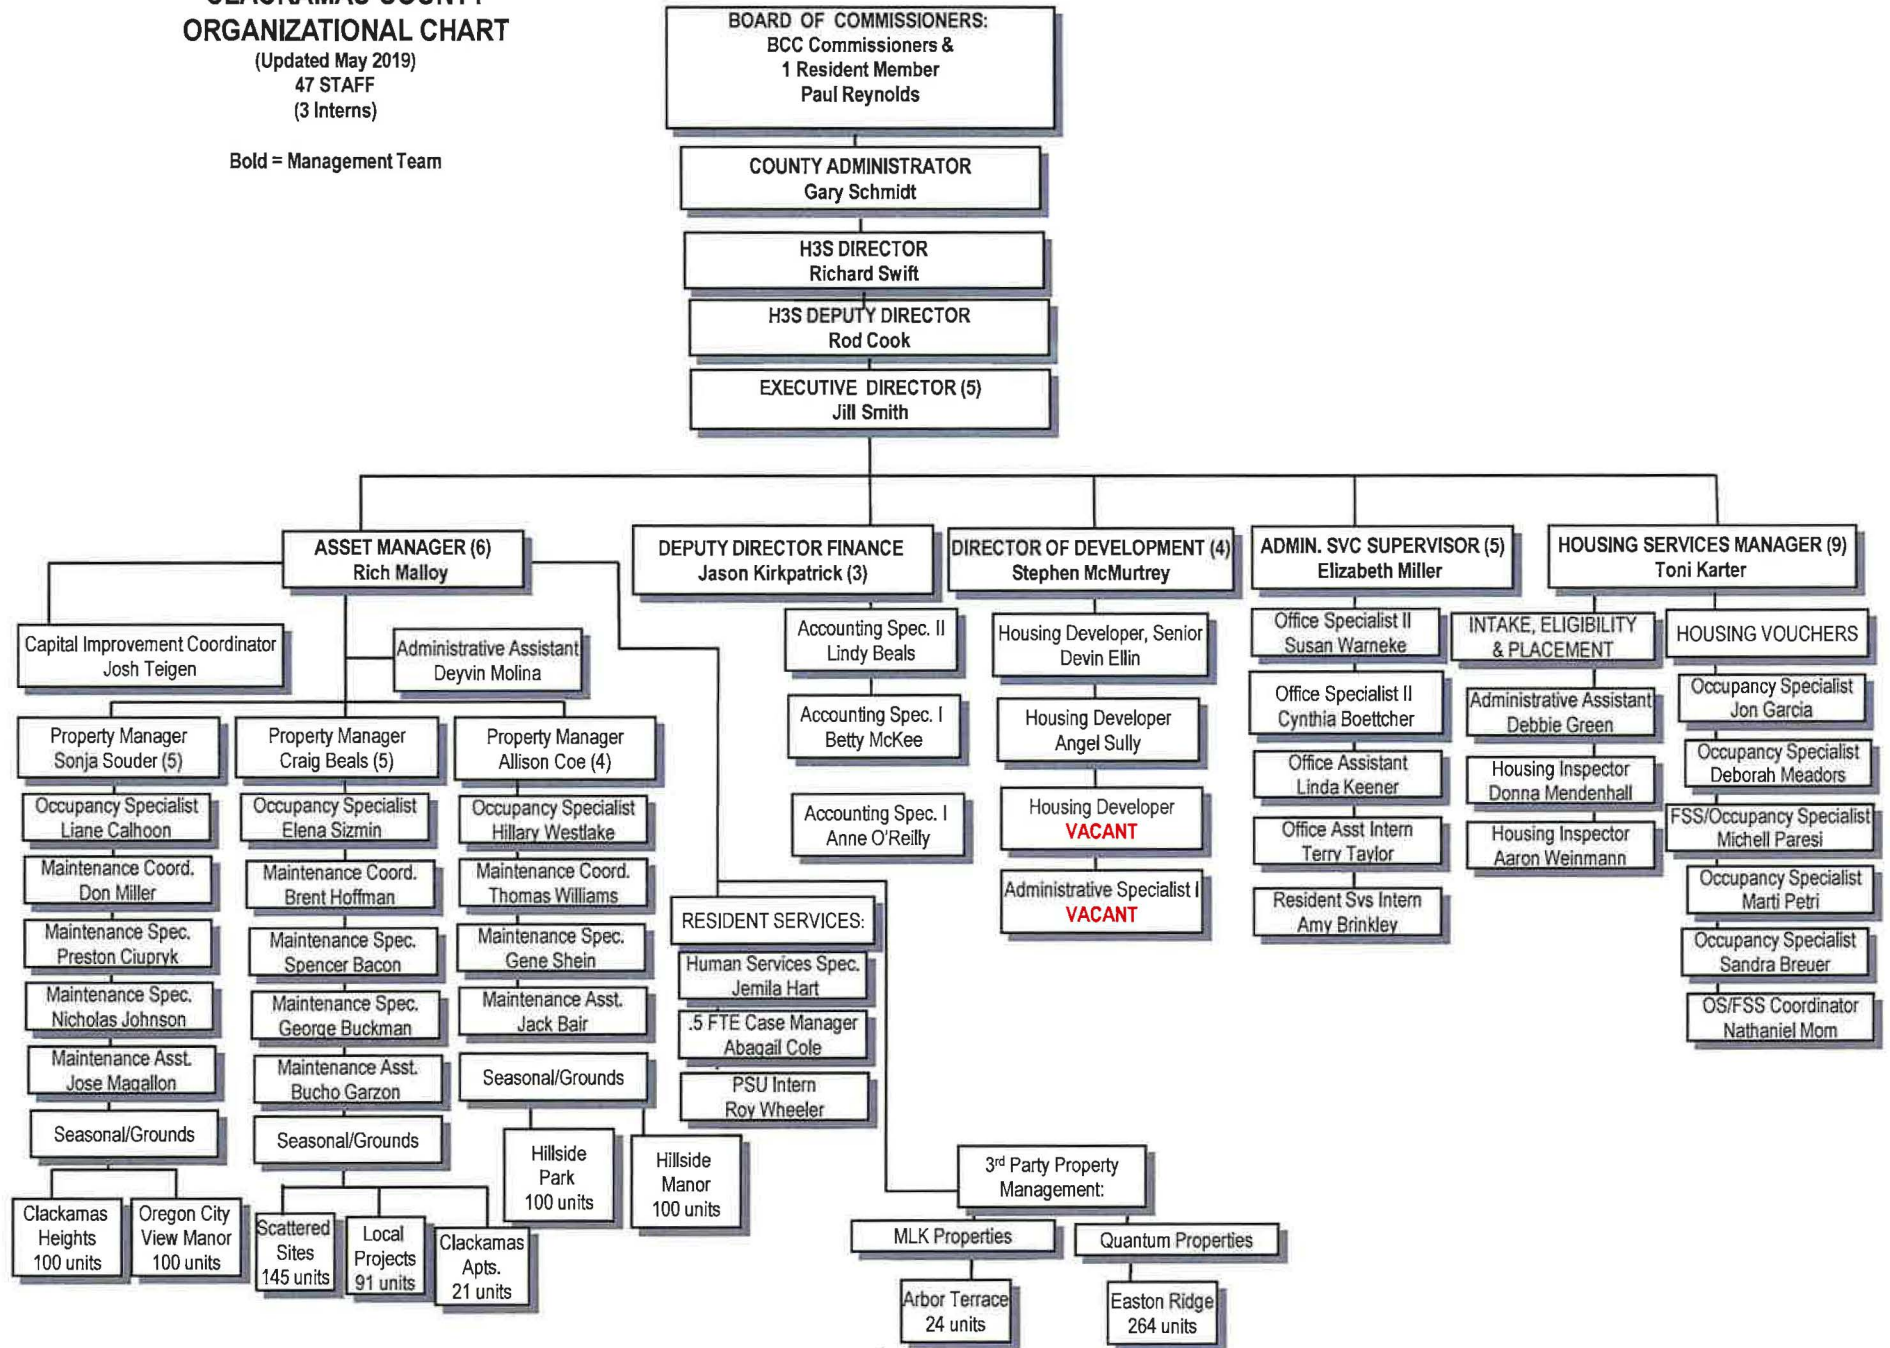 CLACKAMAS COUNTY
ORGANIZATIONAL CHART
(Updated May 2019)
47 STAFF
(3 Interns)
Bold = Management Team
BOARD OF COMMISSIONERS:
BCC Commissioners &
1 Resident Member
Paul Reynolds
COUNTY ADMINISTRATOR
Gary Schmidt
H3S DIRECTOR
Richard Swift
H3S DEPUTY DIRECTOR
Rod Cook
EXECUTIVE DIRECTOR (5)
Jill Smith
ASSET MANAGER (6)
Rich Malloy
DEPUTY DIRECTOR FINANCE
Jason Kirkpatrick (3)
DIRECTOR OF DEVELOPMENT (4)
Stephen McMurtrey
ADMIN. SVC SUPERVISOR (5)
Elizabeth Miller
HOUSING SERVICES MANAGER (9)
Toni Karter
Capital Improvement Coordinator
Josh Teigen
Administrative Assistant
Deyvin Molina
Property Manager
Sonja Souder (5)
Occupancy Specialist
Liane Calhoon
Maintenance Coord.
Don Miller
Maintenance Spec.
Preston Ciupryk
Maintenance Spec.
Nicholas Johnson
Maintenance Asst.
Jose Magallon
Seasonal/Grounds
Clackamas
Heights
100 units
Oregon City
View Manor
100 units
Property Manager
Craig Beals (5)
Occupancy Specialist
Elena Sizmin
Maintenance Coord.
Brent Hoffman
Maintenance Spec.
Spencer Bacon
Maintenance Spec.
George Buckman
Maintenance Asst.
Bucho Garzon
Seasonal/Grounds
Scattered
Sites
145 units
Local
Projects
91 units
Clackamas
Apts.
21 units
Property Manager
Allison Coe (4)
Occupancy Specialist
Hillary Westlake
Maintenance Coord.
Thomas Williams
Maintenance Spec.
Gene Shein
Maintenance Asst.
Jack Bair
Seasonal/Grounds
Hillside
Park
100 units
Hillside
Manor
100 units
RESIDENT SERVICES:
Human Services Spec.
Jemila Hart
.5 FTE Case Manager
Abagail Cole
PSU Intern
Roy Wheeler
3rd Party Property
Management:
MLK Properties
Arbor Terrace
24 units
Quantum Properties
Easton Ridge
264 units
Accounting Spec. II
Lindy Beals
Accounting Spec. I
Betty McKee
Accounting Spec. I
Anne O'Reilly
Housing Developer, Senior
Devin Ellin
Housing Developer
Angel Sully
Housing Developer
VACANT
Administrative Specialist I
VACANT
Office Specialist II
Susan Warneke
Office Specialist II
Cynthia Boettcher
Office Assistant
Linda Keener
Office Asst Intern
Terry Taylor
Resident Svs Intern
Amy Brinkley
INTAKE, ELIGIBILITY
& PLACEMENT
Administrative Assistant
Debbie Green
Housing Inspector
Donna Mendenhall
Housing Inspector
Aaron Weinmann
HOUSING VOUCHERS
Occupancy Specialist
Jon Garcia
Occupancy Specialist
Deborah Meadors
FSS/Occupancy Specialist
Michell Paresi
Occupancy Specialist
Marti Petri
Occupancy Specialist
Sandra Breuer
OS/FSS Coordinator
Nathaniel Mom